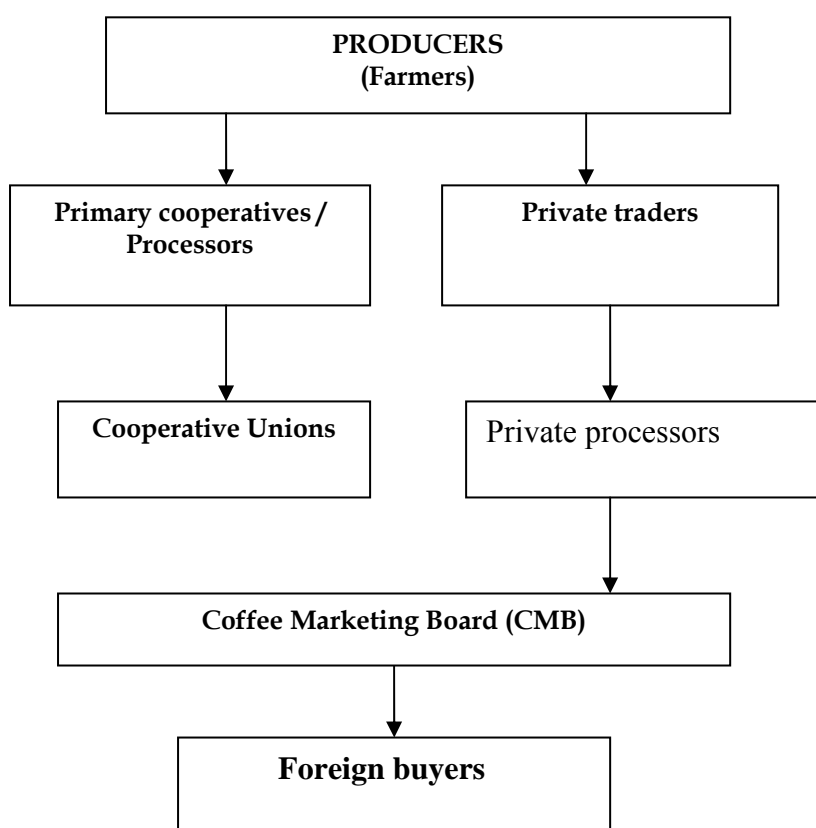 PRODUCERS
(Farmers)
Primary cooperatives /
Processors
Private traders
Cooperative Unions
Private processors
Coffee Marketing Board (CMB)
Foreign buyers